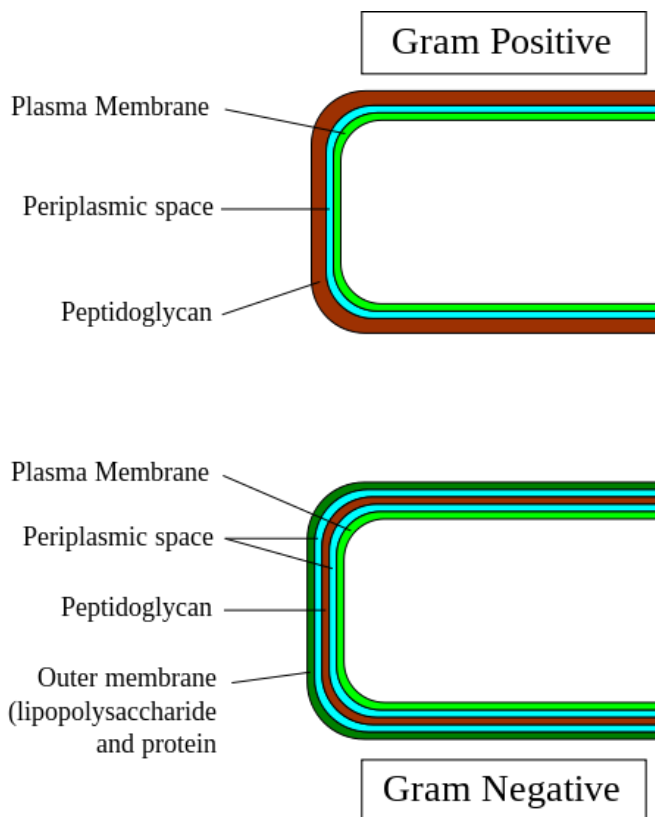 Gram Positive
Plasma Membrane
Periplasmic space
Peptidoglycan
Plasma Membrane
Periplasmic space
Peptidoglycan
Outer membrane
(lipopolysaccharide
and protein
Gram Negative